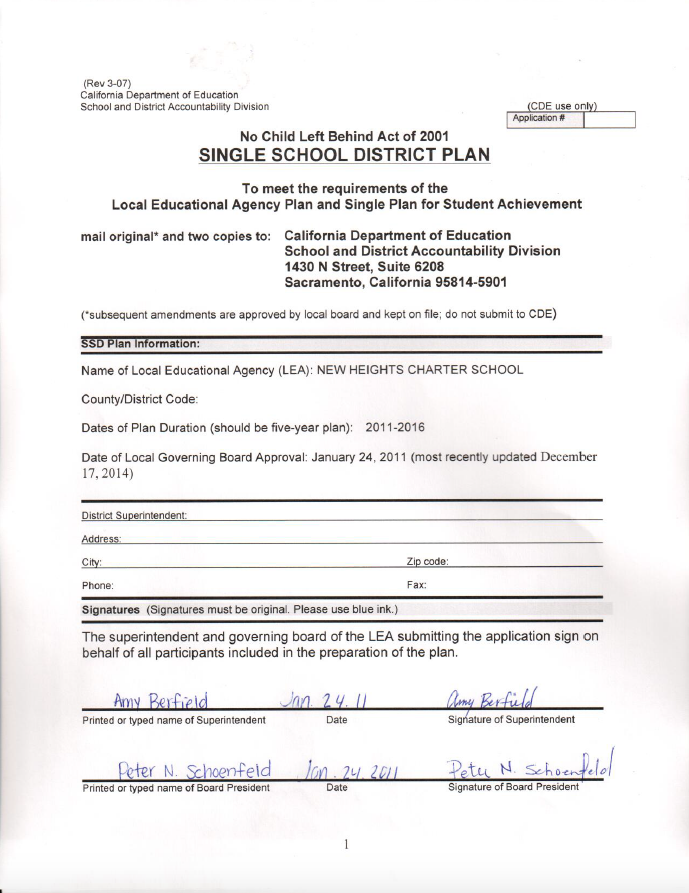 (Rev 3-07)
California Department of Education
School and District Accountability Division
(CDE use only)
Application #
No Child Left Behind Act of 2001
SINGLE SCHOOL DISTRICT PLAN
To meet the requirements of the
Local Educational Agency Plan and Single Plan for Student Achievement
mail original* and two copies to: California Department of Education
School and District Accountability Division
1430 N Street, Suite 6208
Sacramento, California 95814-5901
(*subsequent amendments are approved by local board and kept on file; do not submit to CDE)
SSD Plan Information:
Name of Local Educational Agency (LEA): NEW HEIGHTS CHARTER SCHOOL
County/District Code:
Dates of Plan Duration (should be five-year plan): 2011-2016
Date of Local Governing Board Approval: January 24, 2011 (most recently updated December
17, 2014)
District Superintendent:
Address:
City: Zip code:
Phone: Fax:
Signatures (Signatures must be original. Please use blue ink.)
The superintendent and governing board of the LEA submitting the application sign on
behalf of all participants included in the preparation of the plan.
Amy Berfield Jan. 24. 11 Amy Berfield
Printed or typed name of Superintendent Date Signature of Superintendent
Peter N. Schoenfeld Jan. 24 2011 Peter N. Schoenfeld
Printed or typed name of Board President Date Signature of Board President
1